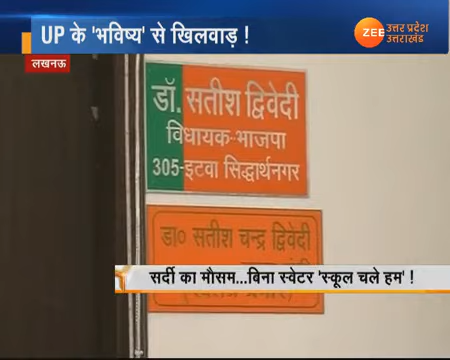 UP के 'भविष्य' से खिलवाड़ !
ZEE उत्तर प्रदेश
उत्तराखंड
लखनऊ
डॉ. सतीश द्विवेदी
विधायक-भाजपा
305-इटवा सिद्धार्थनगर
डा० सतीश चन्द्र द्विवेदी
सर्दी का मौसम...बिना स्वेटर 'स्कूल चले हम' !